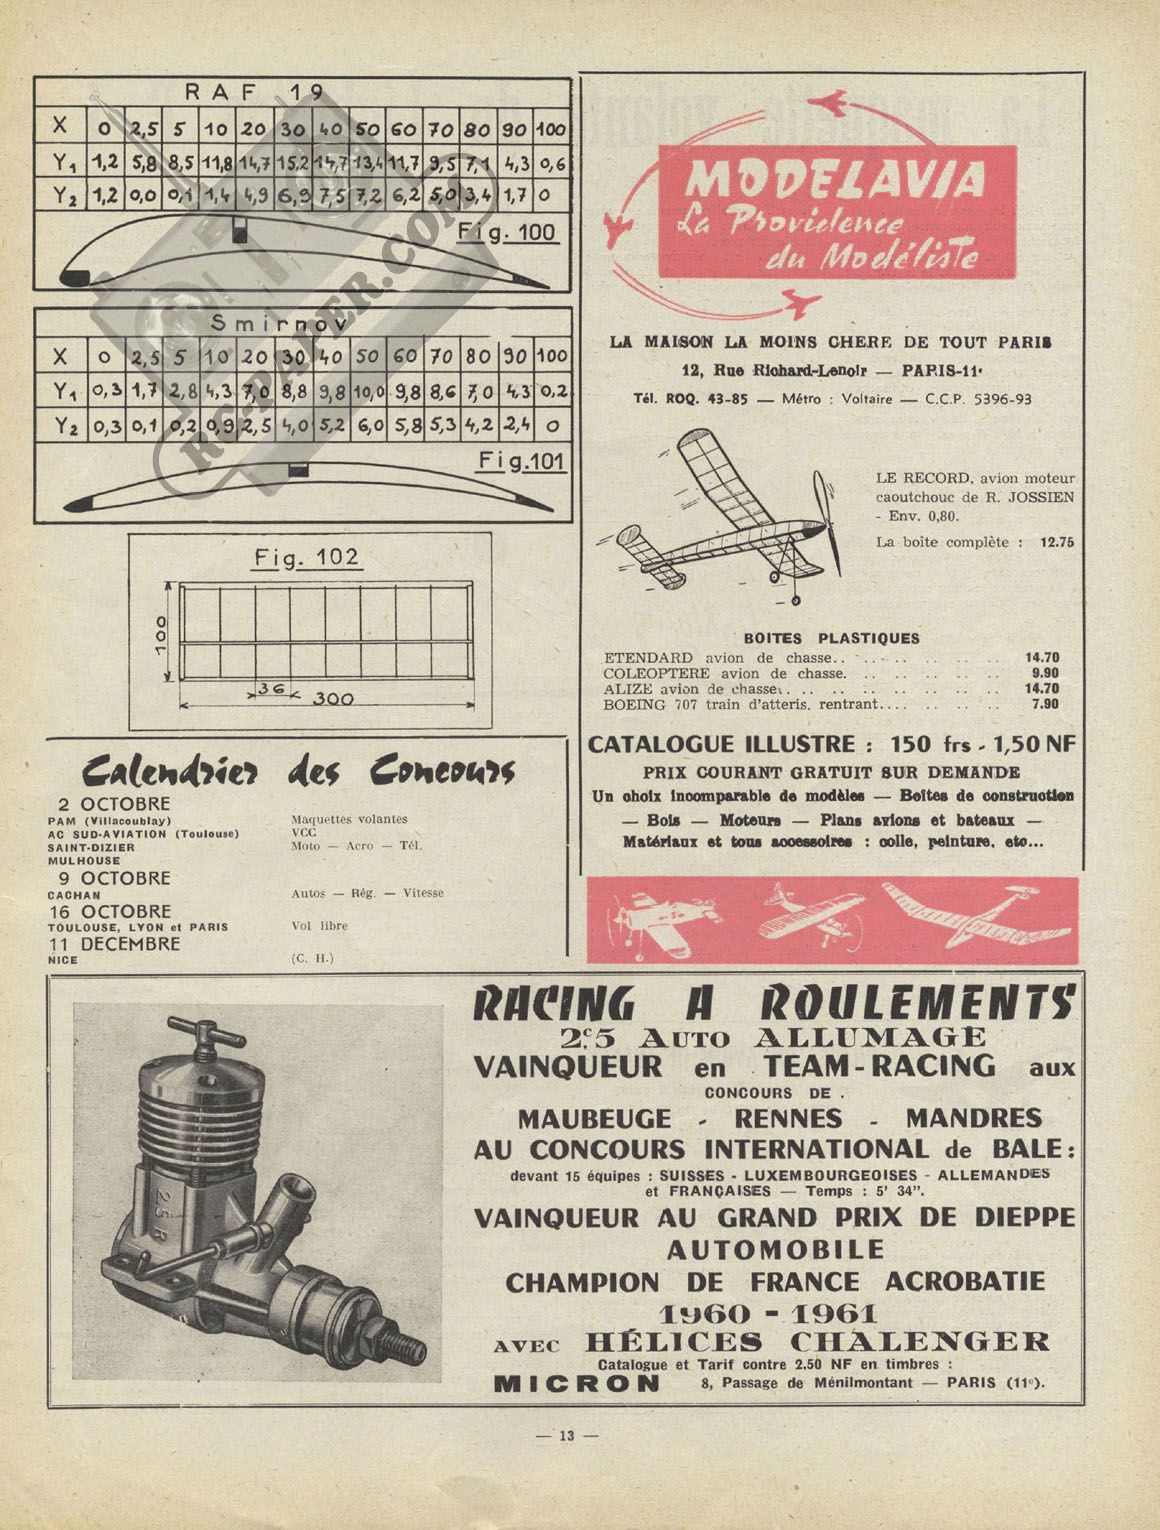 RAF 19
X 0 2,5 5 10 20 30 40 50 60 70 80 90 100
Y1 1,2 5,8 8,5 11,8 14,7 15,2 14,7 13,4 11,7 9,5 7,1 4,3 0,6
Y2 1,2 0,0 0,1 1,4 4,9 6,9 7,5 7,2 6,2 5,0 3,4 1,7 0
Fig. 100
Smirnov
X 0 2,5 5 10 20 30 40 50 60 70 80 90 100
Y1 0,3 1,7 2,8 4,3 7,0 8,8 9,8 10,0 9,8 8,6 7,0 4,3 0,2
Y2 0,3 0,1 0,2 0,9 2,5 4,0 5,2 6,0 5,8 5,3 4,2 2,4 0
Fig.101
RC-PAPER.COM
Fig. 102
100
36
300
Calendrier des Concours
2 OCTOBRE
PAM (Villacoublay) Maquettes volantes
AC SUD-AVIATION (Toulouse) VCC
SAINT-DIZIER Moto — Acro — Tél.
MULHOUSE
9 OCTOBRE
CACHAN Autos — Rég. — Vitesse
16 OCTOBRE
TOULOUSE, LYON et PARIS Vol libre
11 DECEMBRE
NICE (C. H.)
MODELAVIA
La Providence
du Modéliste
LA MAISON LA MOINS CHERE DE TOUT PARIS
12, Rue Richard-Lenoir — PARIS-11e
Tél. ROQ. 43-85 — Métro : Voltaire — C.C.P. 5396-93
LE RECORD, avion moteur
caoutchouc de R. JOSSIEN
- Env. 0,80.
La boite complète : 12.75
BOITES PLASTIQUES
ETENDARD avion de chasse.. .. .. .. .. .. 14.70
COLEOPTERE avion de chasse. .. .. .. .. .. 9.90
ALIZE avion de chasse. .. .. .. .. .. .. 14.70
BOEING 707 train d'atteris. rentrant.... .. .. .. 7.90
CATALOGUE ILLUSTRE : 150 frs - 1,50 NF
PRIX COURANT GRATUIT SUR DEMANDE
Un choix incomparable de modèles — Boîtes de construction
— Bois — Moteurs — Plans avions et bateaux —
Matériaux et tous accessoires : colle, peinture, etc...
2.5 R
RACING A ROULEMENTS
2c.5 AUTO ALLUMAGE
VAINQUEUR en TEAM-RACING aux
CONCOURS DE
MAUBEUGE - RENNES - MANDRES
AU CONCOURS INTERNATIONAL de BALE :
devant 15 équipes : SUISSES - LUXEMBOURGEOISES - ALLEMANDES
et FRANÇAISES — Temps : 5' 34".
VAINQUEUR AU GRAND PRIX DE DIEPPE
AUTOMOBILE
CHAMPION DE FRANCE ACROBATIE
1960 - 1961
AVEC HÉLICES CHALENGER
Catalogue et Tarif contre 2.50 NF en timbres :
MICRON 8, Passage de Ménilmontant — PARIS (11e).
— 13 —